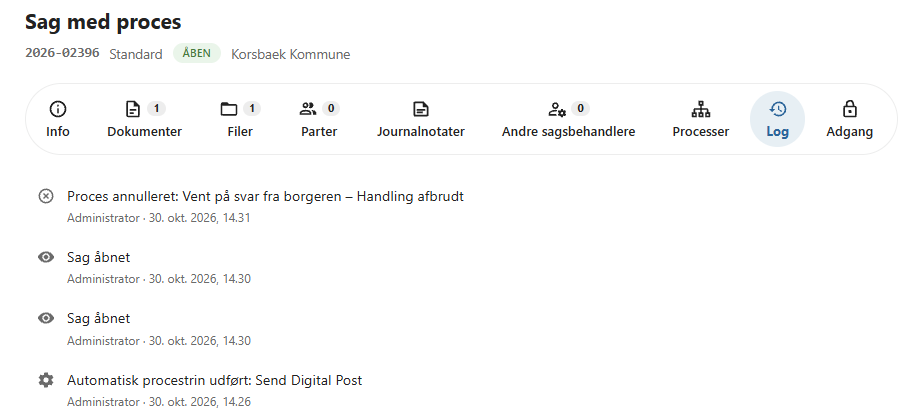 Sag med proces
2026-02396 Standard ÅBEN Korsbaek Kommune
1 1 0 0
Info Dokumenter Filer Parter Journalnotater Andre sagsbehandlere Processer Log Adgang
Proces annulleret: Vent på svar fra borgeren – Handling afbrudt
Administrator · 30. okt. 2026, 14.31
Sag åbnet
Administrator · 30. okt. 2026, 14.30
Sag åbnet
Administrator · 30. okt. 2026, 14.30
Automatisk procestrin udført: Send Digital Post
Administrator · 30. okt. 2026, 14.26